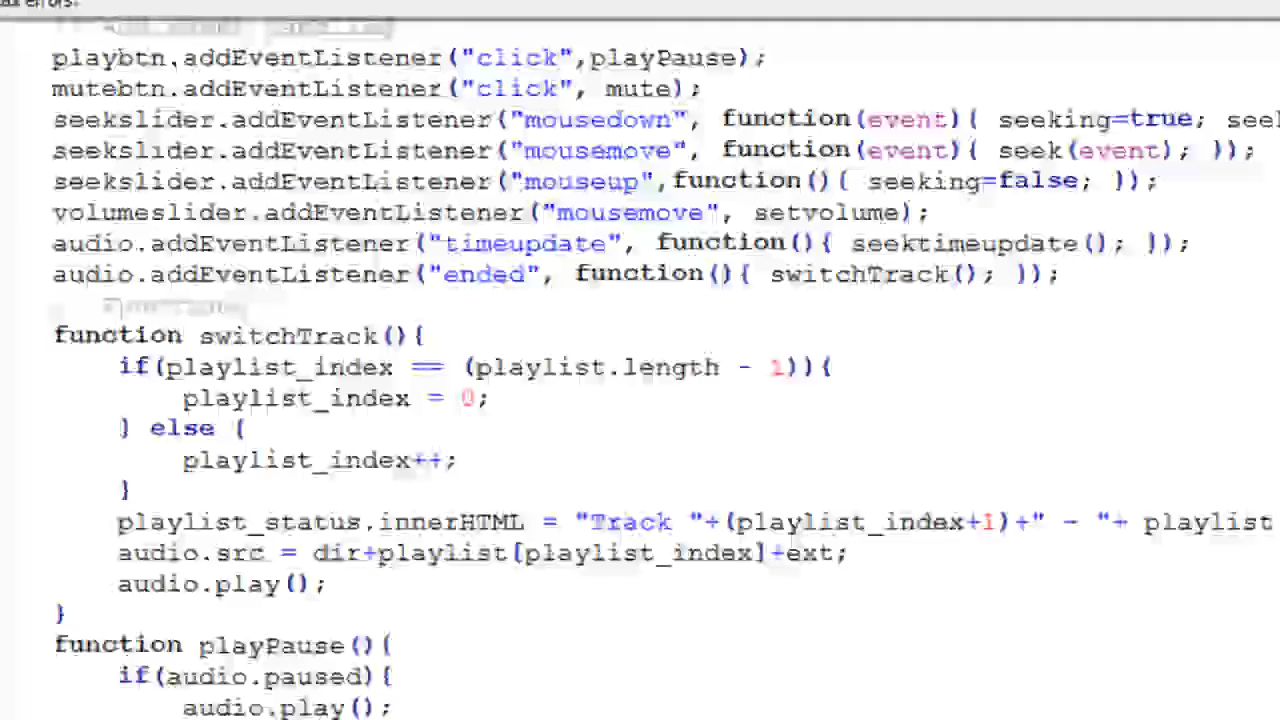 errors.
playbtn.addEventListener("click",playPause);
mutebtn.addEventListener("click", mute);
seekslider.addEventListener("mousedown", function(event){ seeking=true; seel
seekslider.addEventListener("mousemove", function(event){ seek(event); });
seekslider.addEventListener("mouseup",function(){ seeking=false; });
volumeslider.addEventListener("mousemove", setvolume);
audio.addEventListener("timeupdate", function(){ seektimeupdate(); });
audio.addEventListener("ended", function(){ switchTrack(); });
function switchTrack(){
if(playlist_index == (playlist.length - 1)){
playlist_index = 0;
} else {
playlist_index++;
}
playlist_status.innerHTML = "Track "+(playlist_index+1)+" - "+ playlist
audio.src = dir+playlist[playlist_index]+ext;
audio.play();
}
function playPause(){
if(audio.paused){
audio.play();